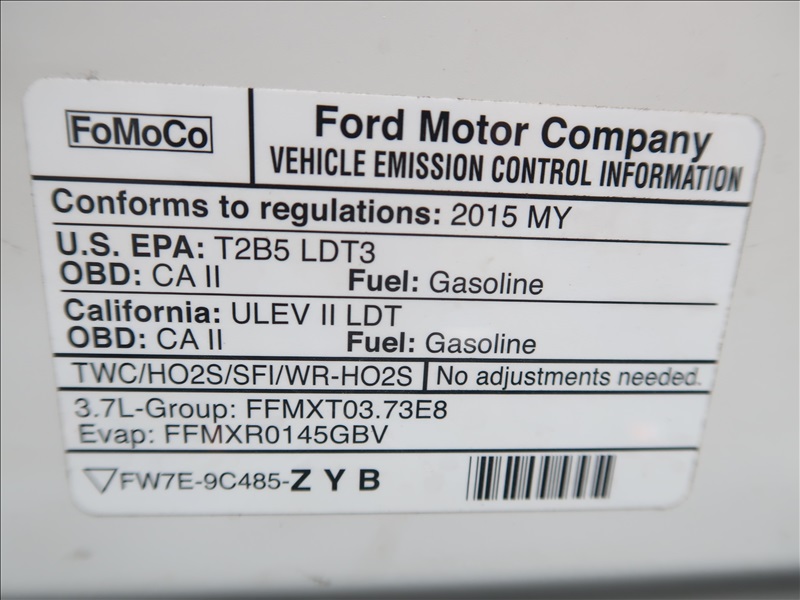 FoMoCo
Ford Motor Company
VEHICLE EMISSION CONTROL INFORMATION
Conforms to regulations: 2015 MY
U.S. EPA: T2B5 LDT3
OBD: CA II Fuel: Gasoline
California: ULEV II LDT
OBD: CA II Fuel: Gasoline
TWC/HO2S/SFI/WR-HO2S No adjustments needed.
3.7L-Group: FFMXT03.73E8
Evap: FFMXR0145GBV
FW7E-9C485-Z Y B